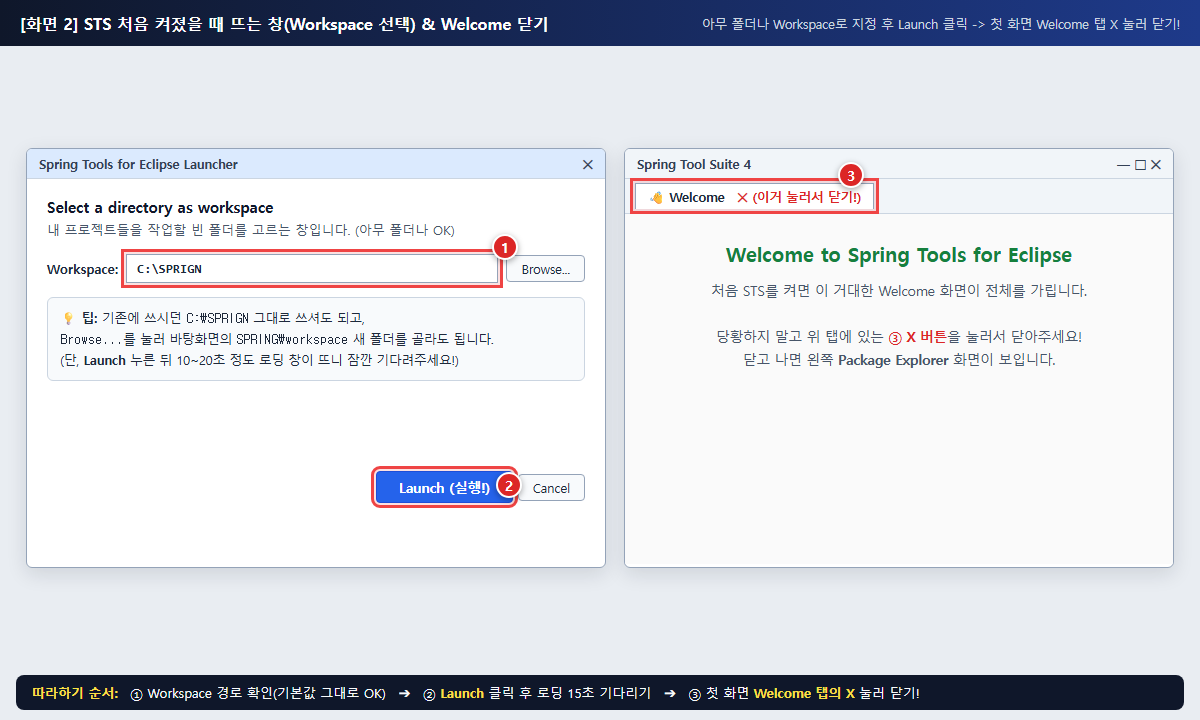 [화면 2] STS 처음 켜졌을 때 뜨는 창(Workspace 선택) & Welcome 닫기
아무 폴더나 Workspace로 지정 후 Launch 클릭 -> 첫 화면 Welcome 탭 X 눌러 닫기!
Spring Tools for Eclipse Launcher
Select a directory as workspace
내 프로젝트들을 작업할 빈 폴더를 고르는 창입니다. (아무 폴더나 OK)
1
Workspace: C:\SPRIGN Browse...
💡 팁: 기존에 쓰시던 C:₩SPRIGN 그대로 쓰셔도 되고,
Browse...를 눌러 바탕화면의 SPRING₩workspace 새 폴더를 골라도 됩니다.
(단, Launch 누른 뒤 10~20초 정도 로딩 창이 뜨니 잠깐 기다려주세요!)
Launch (실행!) 2 Cancel
Spring Tool Suite 4
3
👋 Welcome ✕ (이거 눌러서 닫기!)
Welcome to Spring Tools for Eclipse
처음 STS를 켜면 이 거대한 Welcome 화면이 전체를 가립니다.
당황하지 말고 위 탭에 있는 ③ X 버튼을 눌러서 닫아주세요!
닫고 나면 왼쪽 Package Explorer 화면이 보입니다.
따라하기 순서: ① Workspace 경로 확인(기본값 그대로 OK) ➔ ② Launch 클릭 후 로딩 15초 기다리기 ➔ ③ 첫 화면 Welcome 탭의 X 눌러 닫기!